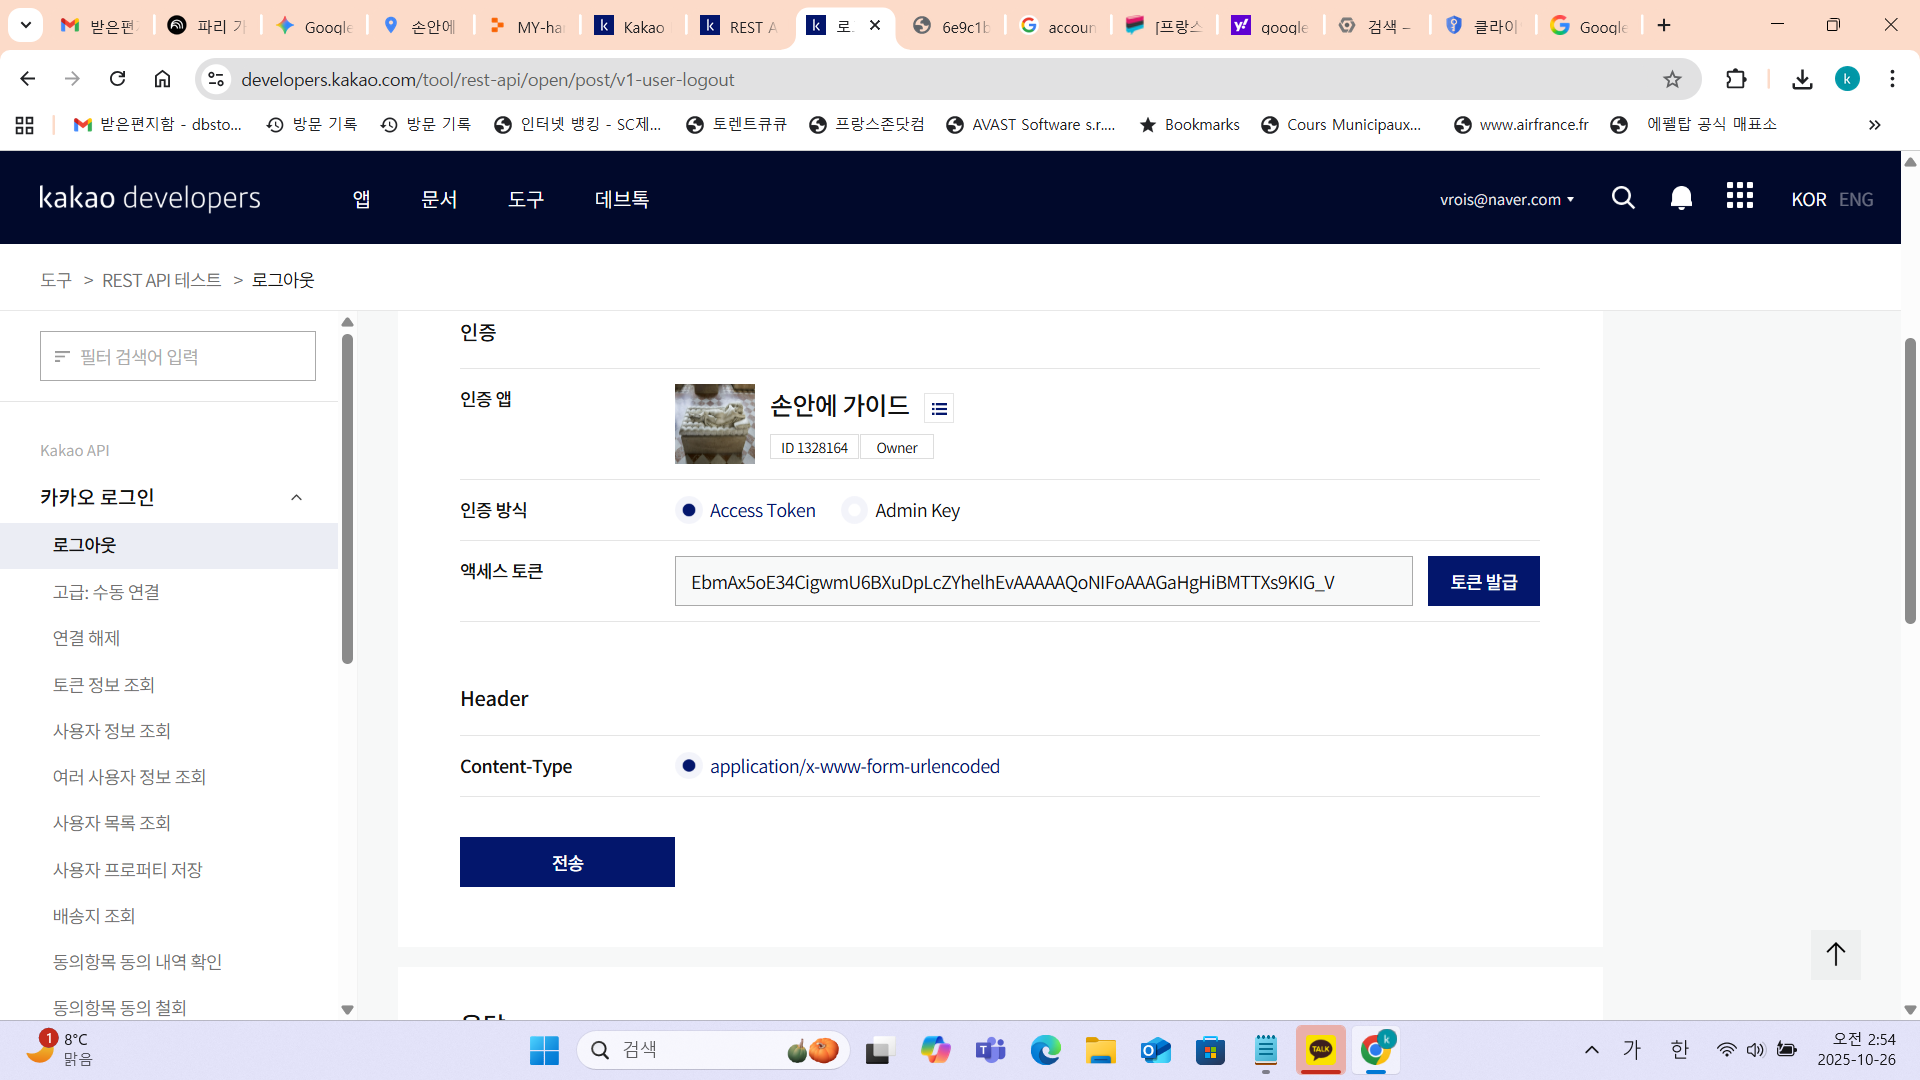 받은편지
파리 가
Google
손안에
MY-har
Kakao
REST A
로
6e9c1b
accoun
[프랑스
google
검색 –
클라이
Google
developers.kakao.com/tool/rest-api/open/post/v1-user-logout
k
받은편지함 - dbsto...
방문 기록
방문 기록
인터넷 뱅킹 - SC제...
토렌트큐큐
프랑스존닷컴
AVAST Software s.r....
Bookmarks
Cours Municipaux...
www.airfrance.fr
에펠탑 공식 매표소
kakao developers
앱
문서
도구
데브톡
vrois@naver.com
KOR ENG
도구 > REST API 테스트 > 로그아웃
필터 검색어 입력
Kakao API
카카오 로그인
로그아웃
고급: 수동 연결
연결 해제
토큰 정보 조회
사용자 정보 조회
여러 사용자 정보 조회
사용자 목록 조회
사용자 프로퍼티 저장
배송지 조회
동의항목 동의 내역 확인
동의항목 동의 철회
인증
인증 앱
손안에 가이드
ID 1328164
Owner
인증 방식
Access Token
Admin Key
액세스 토큰
EbmAx5oE34CigwmU6BXuDpLcZYhelhEvAAAAAQoNIFoAAAGaHgHiBMTTXs9KIG_V
토큰 발급
Header
Content-Type
application/x-www-form-urlencoded
전송
1
8°C
맑음
검색
TALK
k
가
한
오전 2:54
2025-10-26